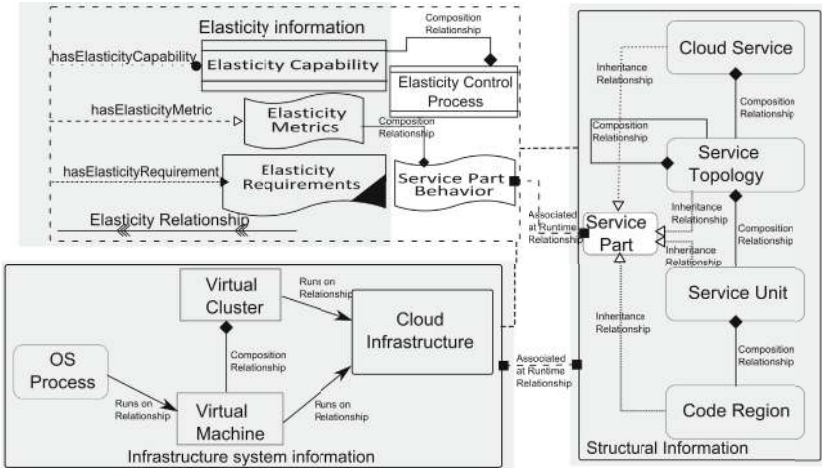 Elasticity information
Composition
Relationship
hasElasticityCapability
Elasticity Capability
Elasticity Control
Process
hasElasticityMetric
Elasticity
Metrics
Composition
Relationship
hasElasticityRequirement
Elasticity
Requirements
Service Part
Behavior
Elasticity Relationship
Associated
at Runtime
Relationship
Cloud Service
Inheritance
Relationship
Composition
Relationship
Composition
Relationship
Service
Topology
Inheritance
Relationship
Service
Part
Inheritance
Relationship
Composition
Relationship
Service Unit
Inheritance
Relationship
Composition
Relationship
Code Region
Structural Information
Virtual
Cluster
Runs on
Relationship
Cloud
Infrastructure
OS
Process
Composition
Relationship
Associated
at Runtime
Relationship
Runs on
Relationship
Virtual
Machine
Runs on
Relationship
Infrastructure system information